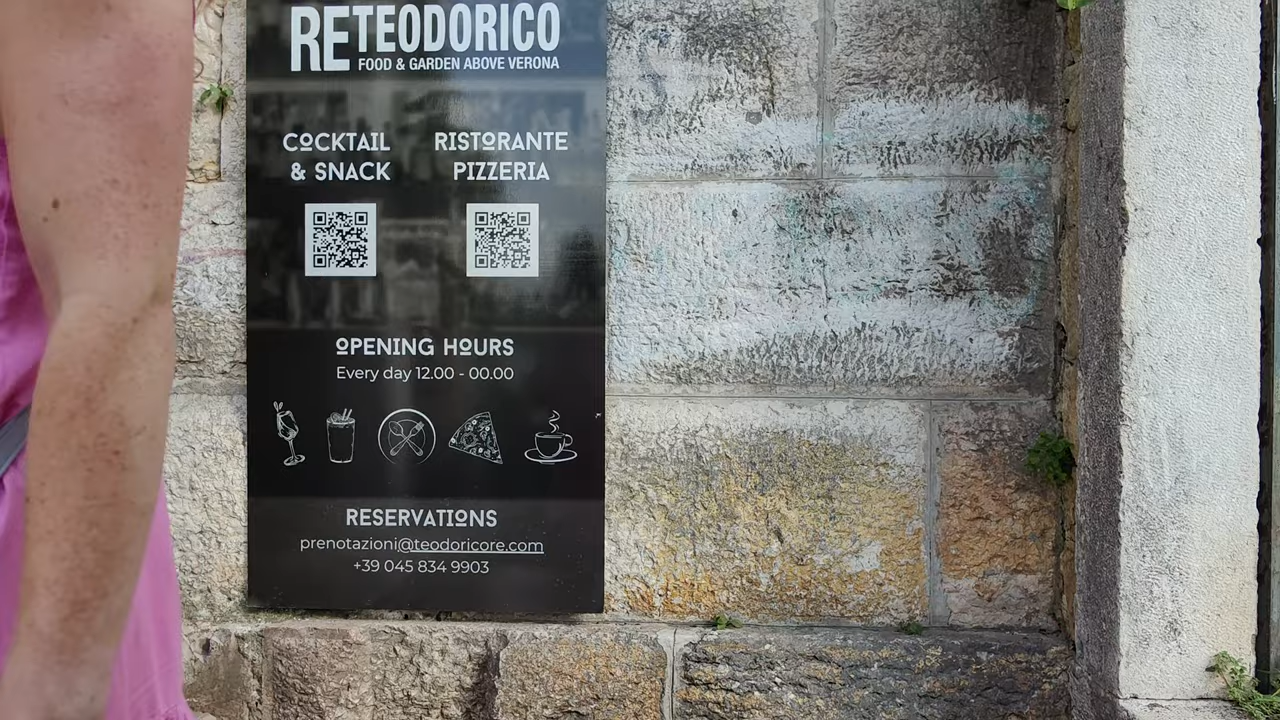 RETEODORICO
FOOD & GARDEN ABOVE VERONA
COCKTAIL
& SNACK
RISTORANTE
PIZZERIA
OPENING HOURS
Every day 12.00 - 00.00
RESERVATIONS
prenotazioni@teodoricore.com
+39 045 834 9903